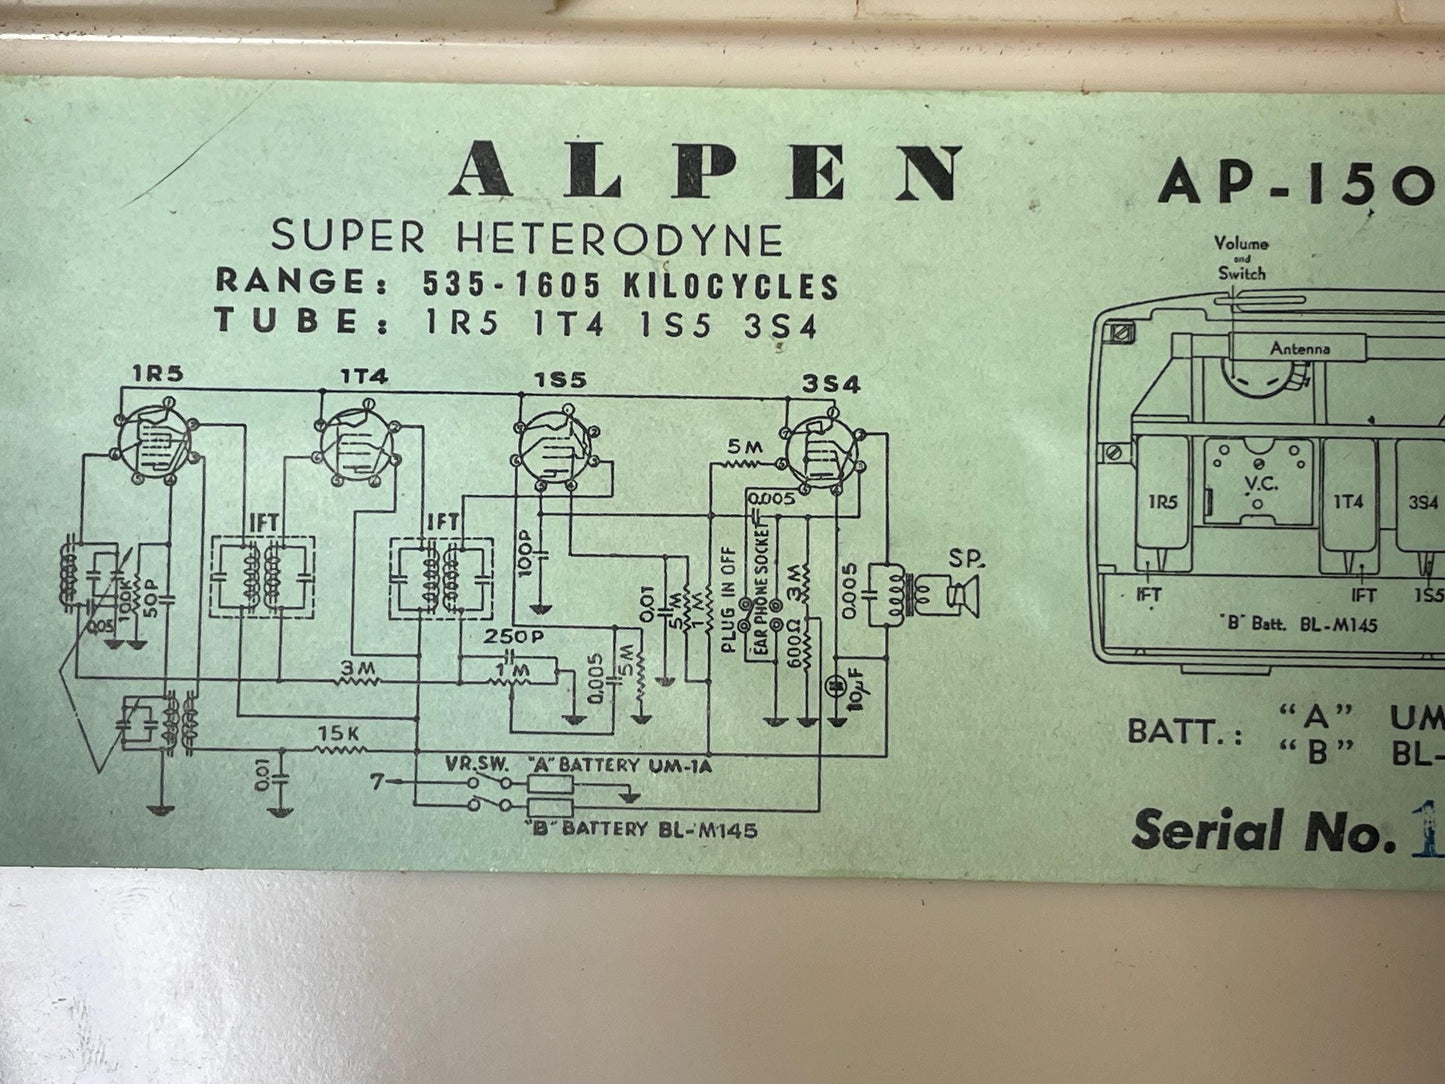 ALPEN
AP-150
SUPER HETERODYNE
RANGE: 535-1605 KILOCYCLES
TUBE: 1R5 1T4 1S5 3S4
1R5
1T4
1S5
3S4
5M
0.005
IFT
IFT
100K
50P
0.05
100P
250P
3M
1M
0.005
5M
0.01
5M
1M
PLUG IN OFF
EAR PHONE SOCKET
3M
600Ω
0.005
10μF
SP.
15K
0.01
7
VR.SW.
"A" BATTERY UM-1A
"B" BATTERY BL-M145
Volume
and
Switch
Antenna
1R5
V.C.
1T4
3S4
IFT
IFT
1S5
"B" Batt. BL-M145
BATT.: "A" UM
"B" BL-
Serial No. 1